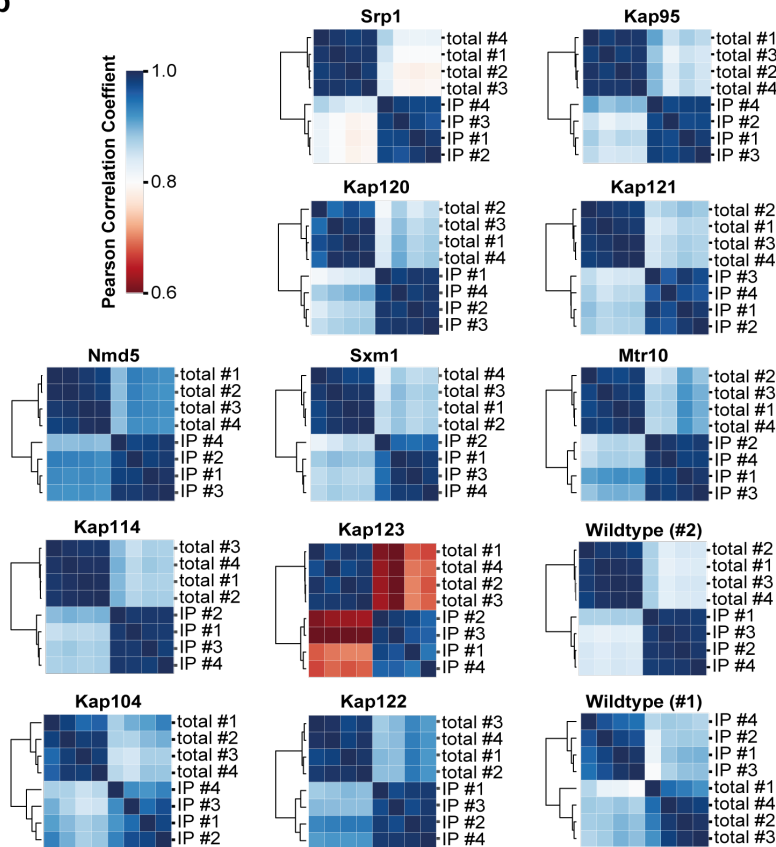 b
Srp1
total #4
total #1
total #2
total #3
IP #4
IP #3
IP #1
IP #2
Kap95
total #1
total #3
total #2
total #4
IP #4
IP #2
IP #1
IP #3
Pearson Correlation Coeffient
1.0
0.8
0.6
Kap120
total #2
total #3
total #1
total #4
IP #1
IP #4
IP #2
IP #3
Kap121
total #2
total #1
total #3
total #4
IP #3
IP #4
IP #1
IP #2
Nmd5
total #1
total #2
total #3
total #4
IP #4
IP #2
IP #1
IP #3
Sxm1
total #4
total #3
total #1
total #2
IP #2
IP #1
IP #3
IP #4
Mtr10
total #2
total #3
total #1
total #4
IP #2
IP #4
IP #1
IP #3
Kap114
total #3
total #4
total #1
total #2
IP #2
IP #1
IP #3
IP #4
Kap123
total #1
total #4
total #2
total #3
IP #2
IP #3
IP #1
IP #4
Wildtype (#2)
total #2
total #1
total #3
total #4
IP #1
IP #3
IP #2
IP #4
Kap104
total #1
total #2
total #3
total #4
IP #4
IP #3
IP #1
IP #2
Kap122
total #3
total #4
total #1
total #2
IP #1
IP #3
IP #2
IP #4
Wildtype (#1)
IP #4
IP #2
IP #1
IP #3
total #1
total #4
total #2
total #3